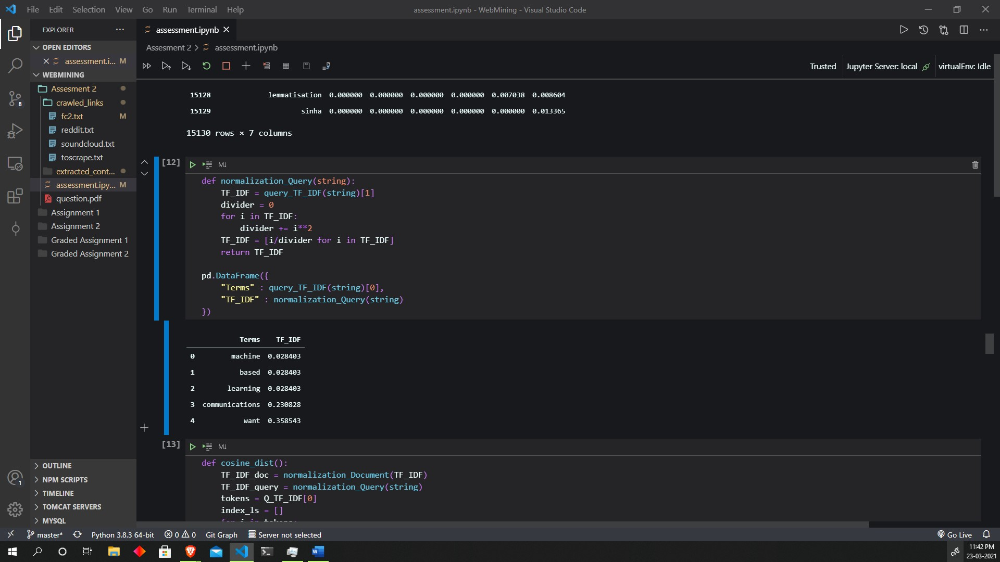 File Edit Selection View Go Run Terminal Help
assessment.ipynb - WebMining - Visual Studio Code
EXPLORER
OPEN EDITORS
assessment.i... M
WEBMINING
Assesment 2
crawled_links
fc2.txt M
reddit.txt
soundcloud.txt
toscrape.txt
extracted_cont...
assessment.ipy... M
question.pdf
Assignment 1
Assignment 2
Graded Assignment 1
Graded Assignment 2
OUTLINE
NPM SCRIPTS
TIMELINE
TOMCAT SERVERS
MYSQL
8
1
assessment.ipynb
Assesment 2 > assessment.ipynb
Trusted Jupyter Server: local virtualEnv: Idle
15128 lemmatisation 0.000000 0.000000 0.000000 0.000000 0.007038 0.008604
15129 sinha 0.000000 0.000000 0.000000 0.000000 0.000000 0.013365
15130 rows × 7 columns
[12]
M↓
def normalization_Query(string):
    TF_IDF = query_TF_IDF(string)[1]
    divider = 0
    for i in TF_IDF:
        divider += i**2
    TF_IDF = [i/divider for i in TF_IDF]
    return TF_IDF
pd.DataFrame({
    "Terms" : query_TF_IDF(string)[0],
    "TF_IDF" : normalization_Query(string)
})
Terms TF_IDF
0 machine 0.028403
1 based 0.028403
2 learning 0.028403
3 communications 0.230828
4 want 0.358543
[13]
M↓
def cosine_dist():
    TF_IDF_doc = normalization_Document(TF_IDF)
    TF_IDF_query = normalization_Query(string)
    tokens = Q_TF_IDF[0]
    index_ls = []
    for i in tokens:
master* Python 3.8.3 64-bit 0 0 Git Graph Server not selected Go Live
11:42 PM
23-03-2021